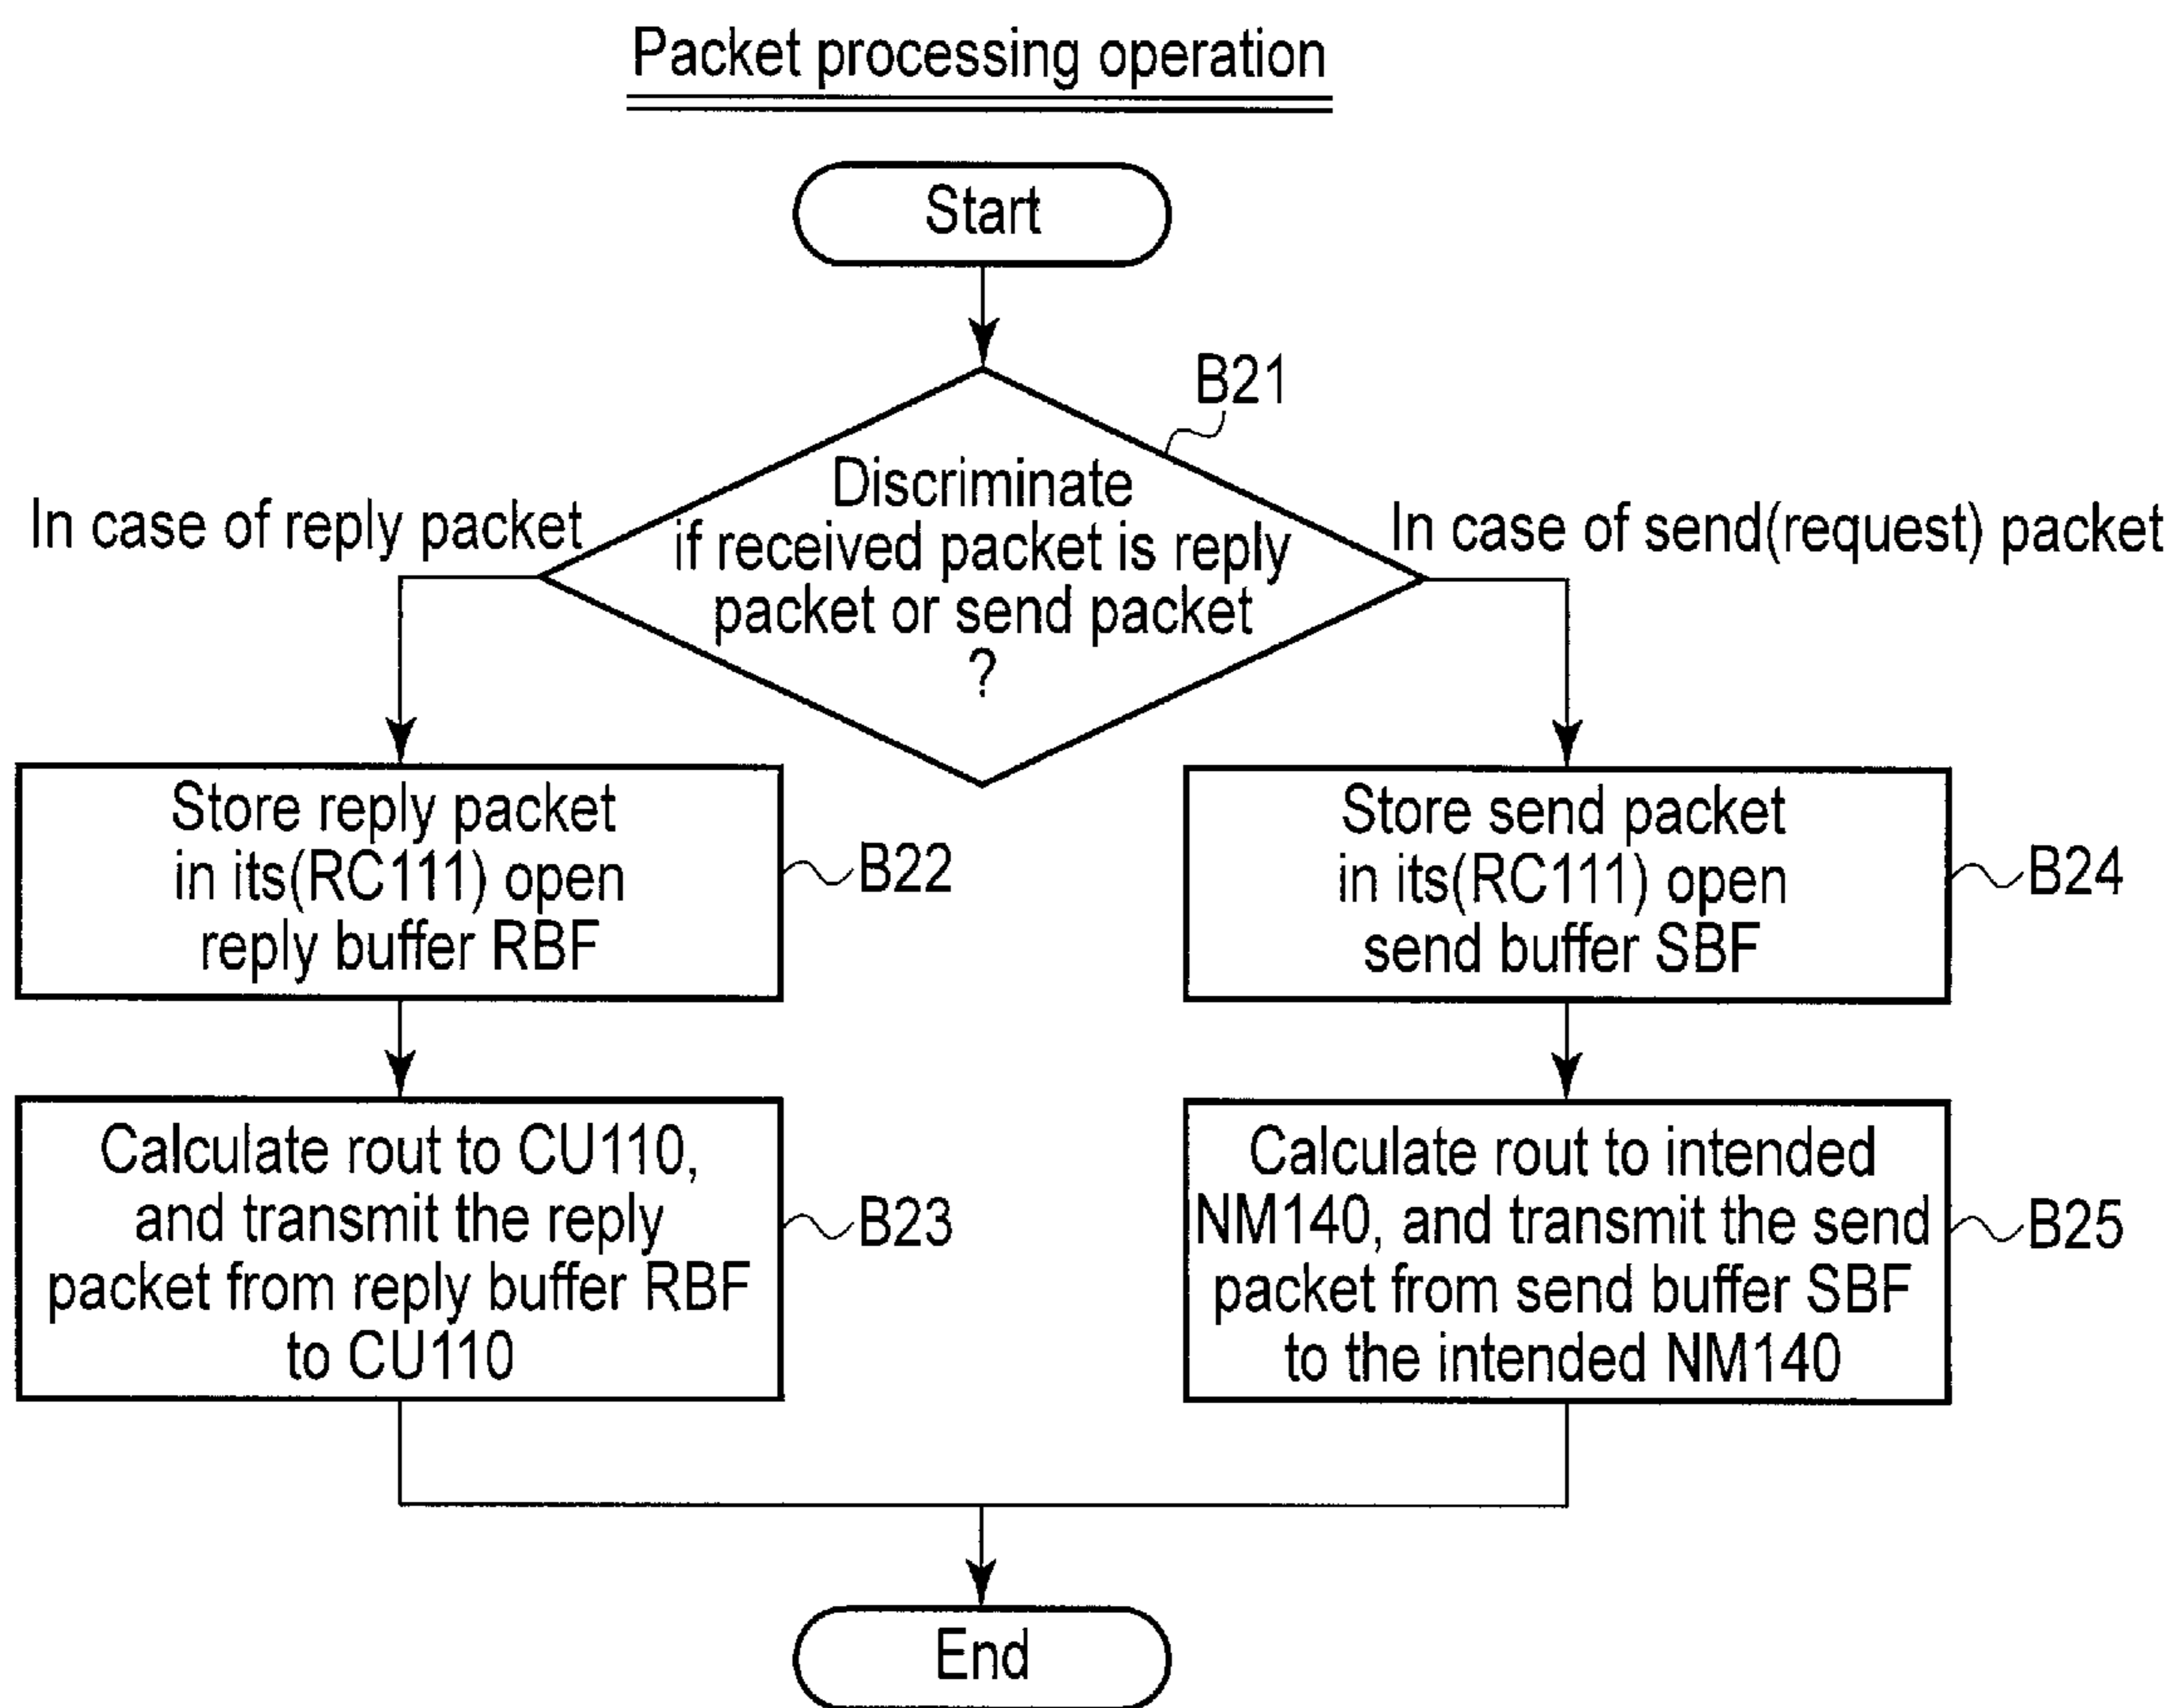 Packet processing operation
Start
B21
Discriminate
if received packet is reply
packet or send packet
?
In case of reply packet
In case of send(request) packet
Store reply packet
in its(RC111) open
reply buffer RBF
B22
Store send packet
in its(RC111) open
send buffer SBF
B24
Calculate rout to CU110,
and transmit the reply
packet from reply buffer RBF
to CU110
B23
Calculate rout to intended
NM140, and transmit the send
packet from send buffer SBF
to the intended NM140
B25
End